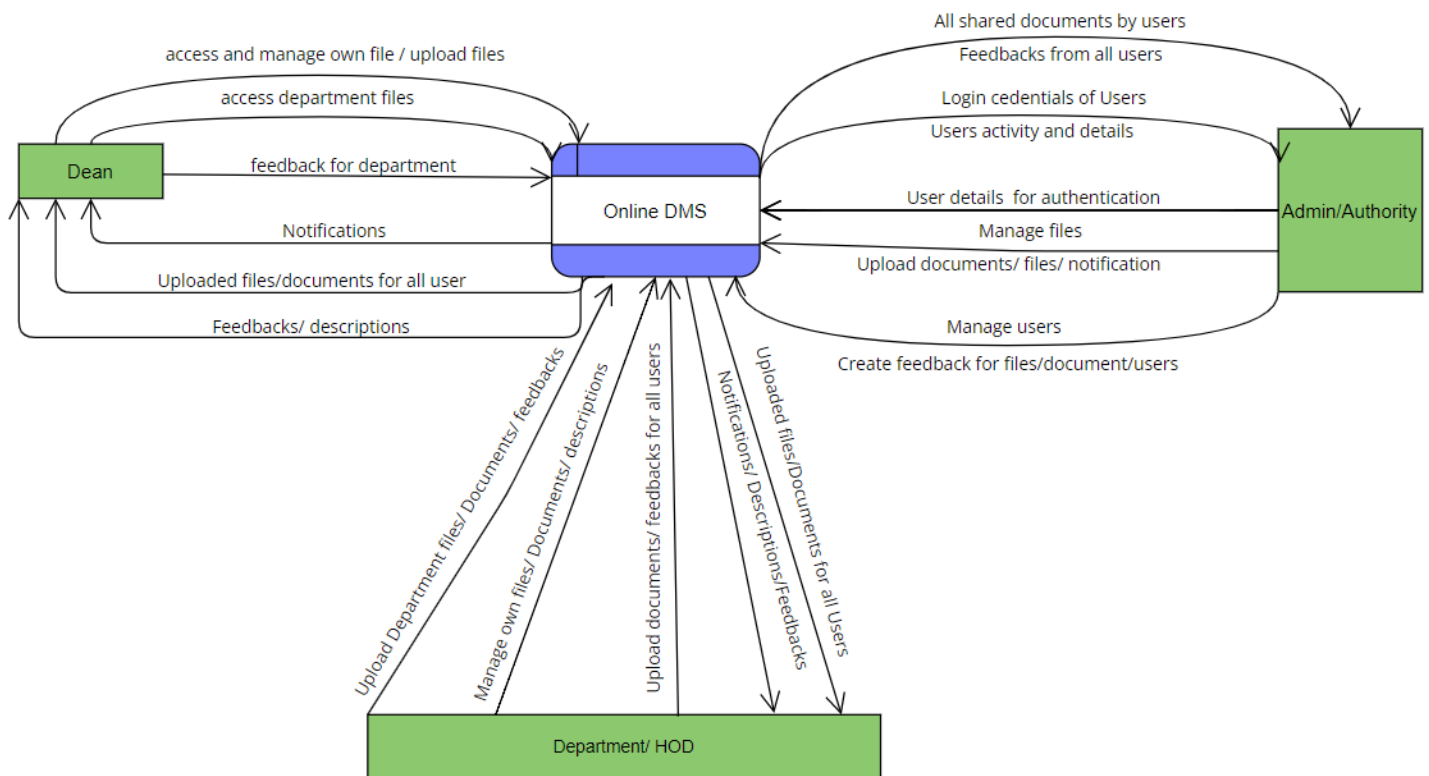 All shared documents by users
access and manage own file / upload files
Feedbacks from all users
access department files
Login cedentials of Users
Users activity and details
feedback for department
Dean
User details  for authentication
Online DMS
Admin/Authority
Notifications
Manage files
Upload documents/ files/ notification
Uploaded files/documents for all user
Feedbacks/ descriptions
Manage users
Create feedback for files/document/users
Upload Department files/ Documents/ feedbacks
Manage own files/ Documents/ descriptions
Upload documents/ feedbacks for all users
Notifications/ Descriptions/Feedbacks
Uploaded files/Documents for all Users
Department/ HOD